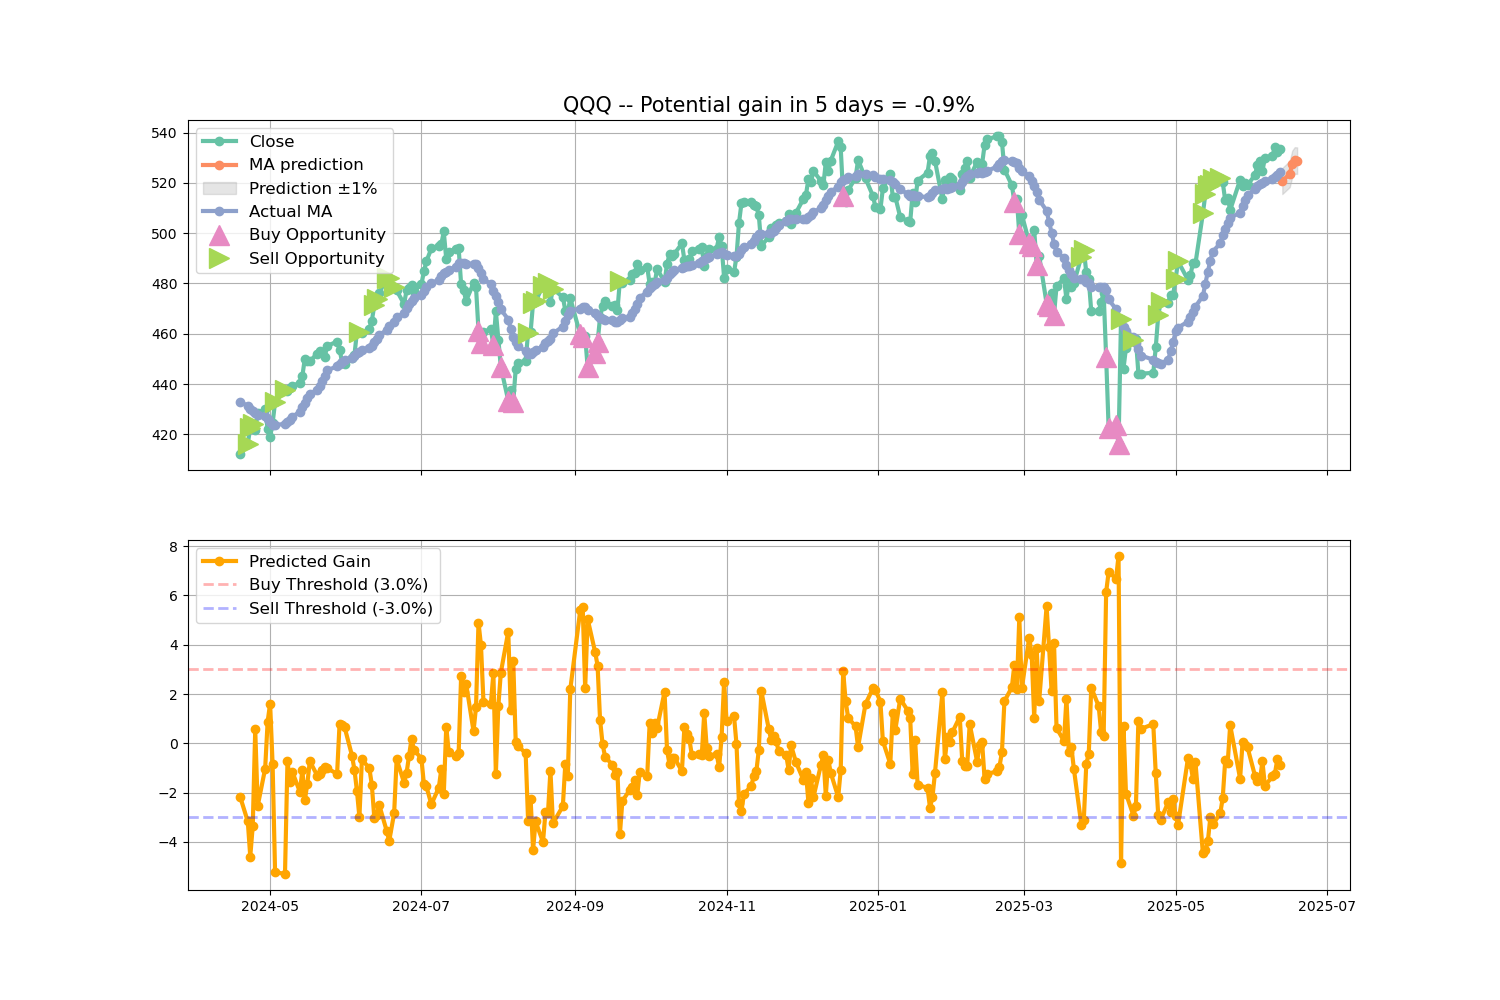 QQQ -- Potential gain in 5 days = -0.9%
540
520
500
480
460
440
420
Close
MA prediction
Prediction ±1%
Actual MA
Buy Opportunity
Sell Opportunity
8
6
4
2
0
−2
−4
Predicted Gain
Buy Threshold (3.0%)
Sell Threshold (-3.0%)
2024-05 2024-07 2024-09 2024-11 2025-01 2025-03 2025-05 2025-07